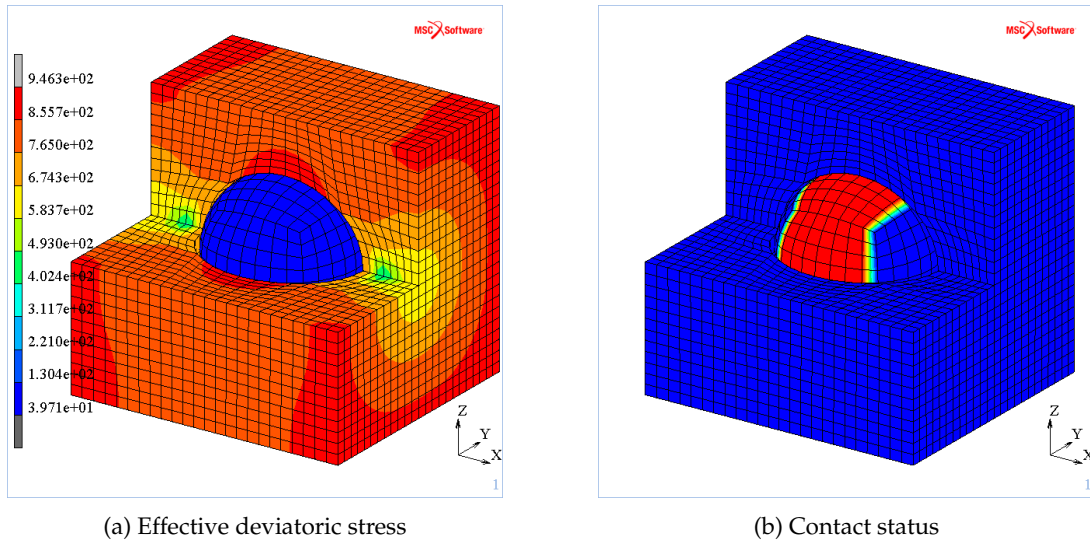 MSC Software
9.463e+02
8.557e+02
7.650e+02
6.743e+02
5.837e+02
4.930e+02
4.024e+02
3.117e+02
2.210e+02
1.304e+02
3.971e+01
Z
Y
X
1
(a) Effective deviatoric stress
MSC Software
Z
Y
X
1
(b) Contact status